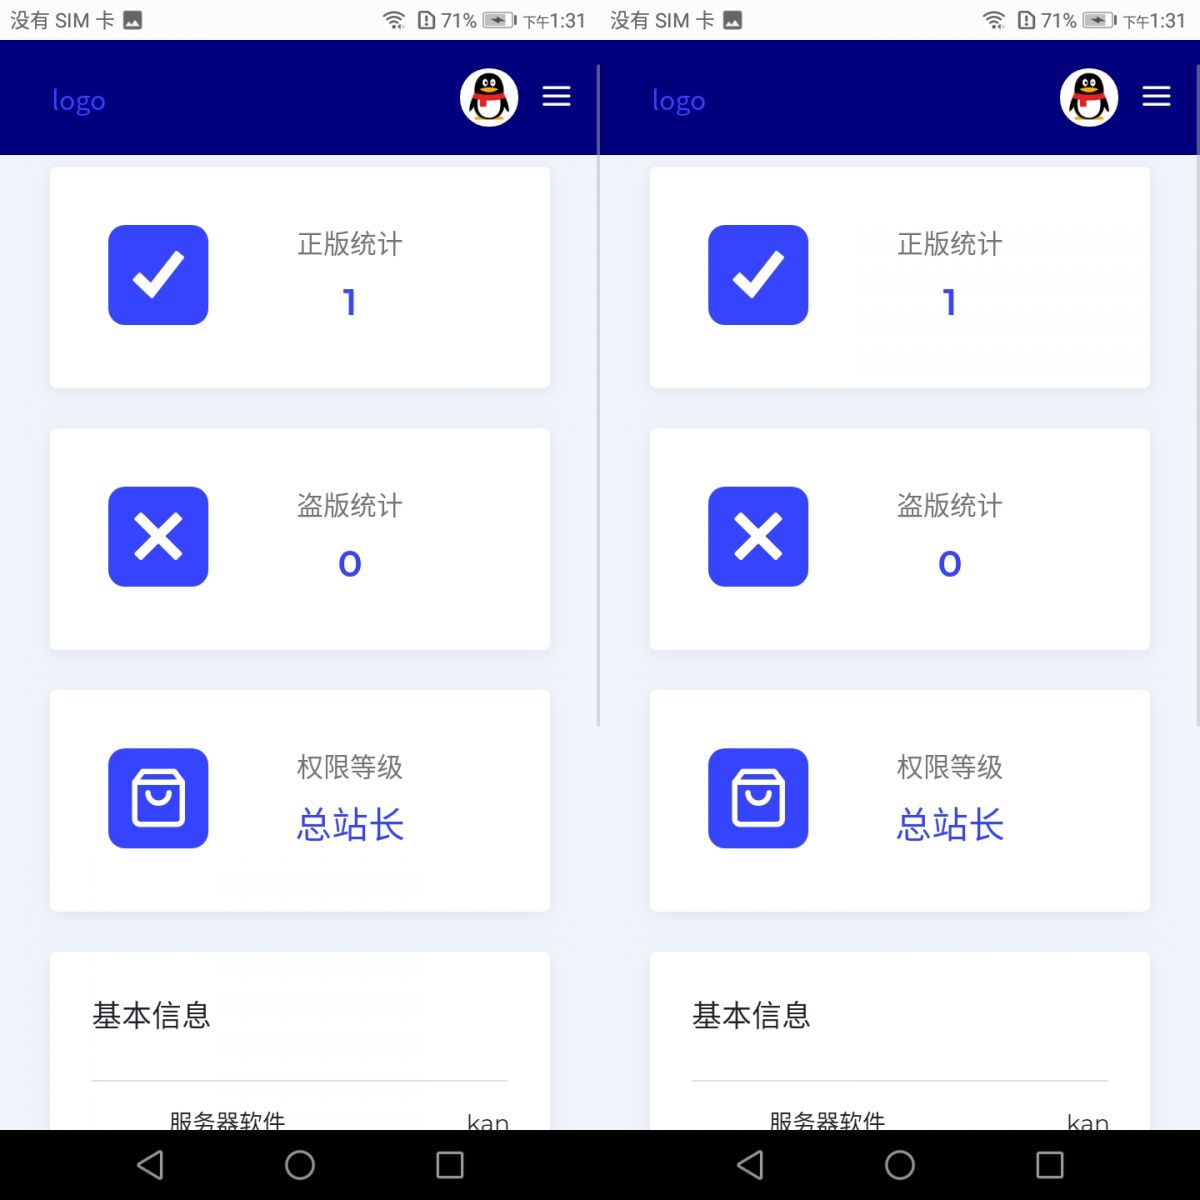 没有 SIM 卡 71% 下午1:31
logo
正版统计
1
盗版统计
0
权限等级
总站长
基本信息
服务器软件 kan
没有 SIM 卡 71% 下午1:31
logo
正版统计
1
盗版统计
0
权限等级
总站长
基本信息
服务器软件 kan